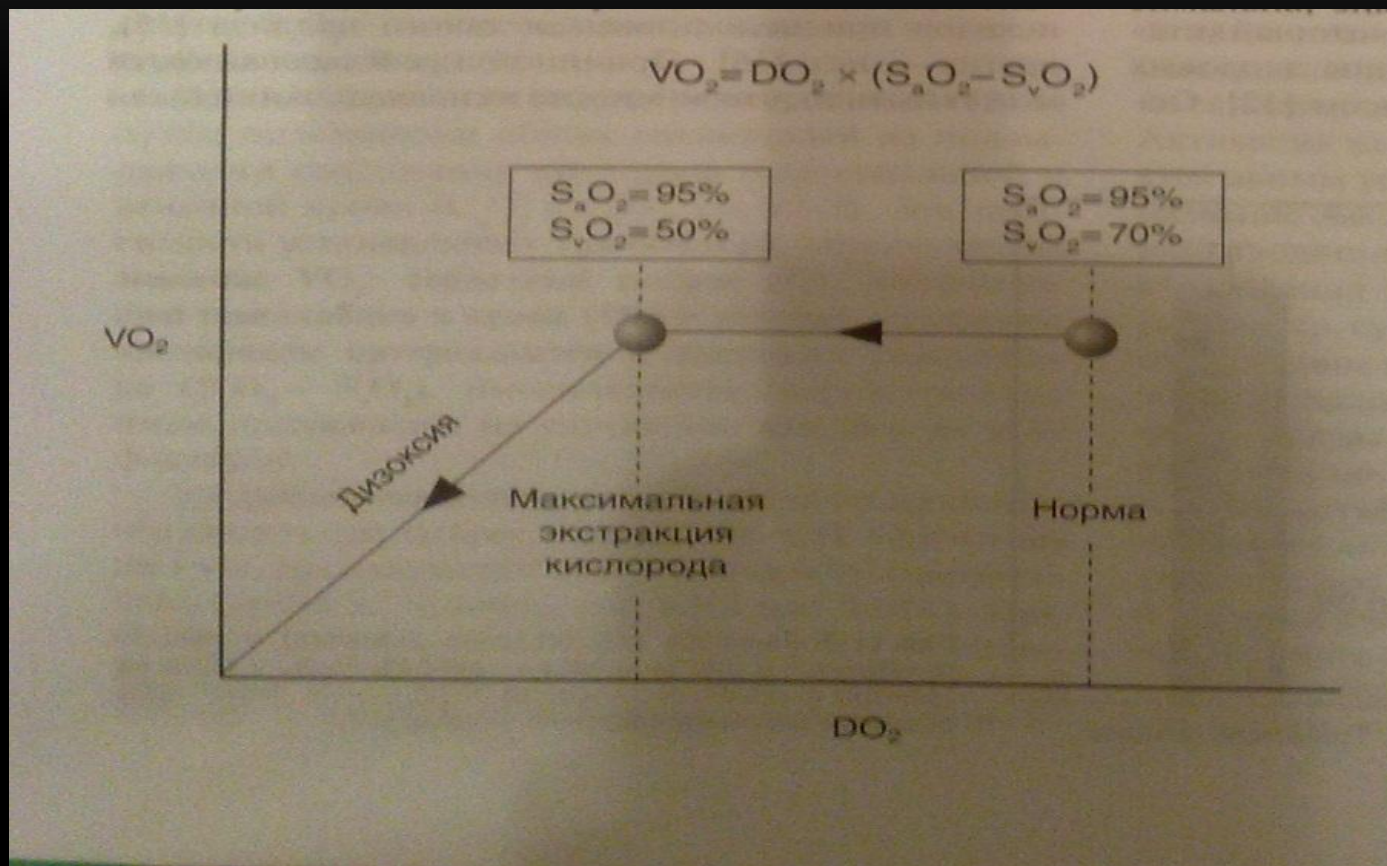 VO₂=DO₂ × (SₐO₂–SᵥO₂)
SₐO₂=95%
SᵥO₂=50%
SₐO₂=95%
SᵥO₂=70%
VO₂
Дизоксия
Максимальная
экстракция
кислорода
Норма
DO₂